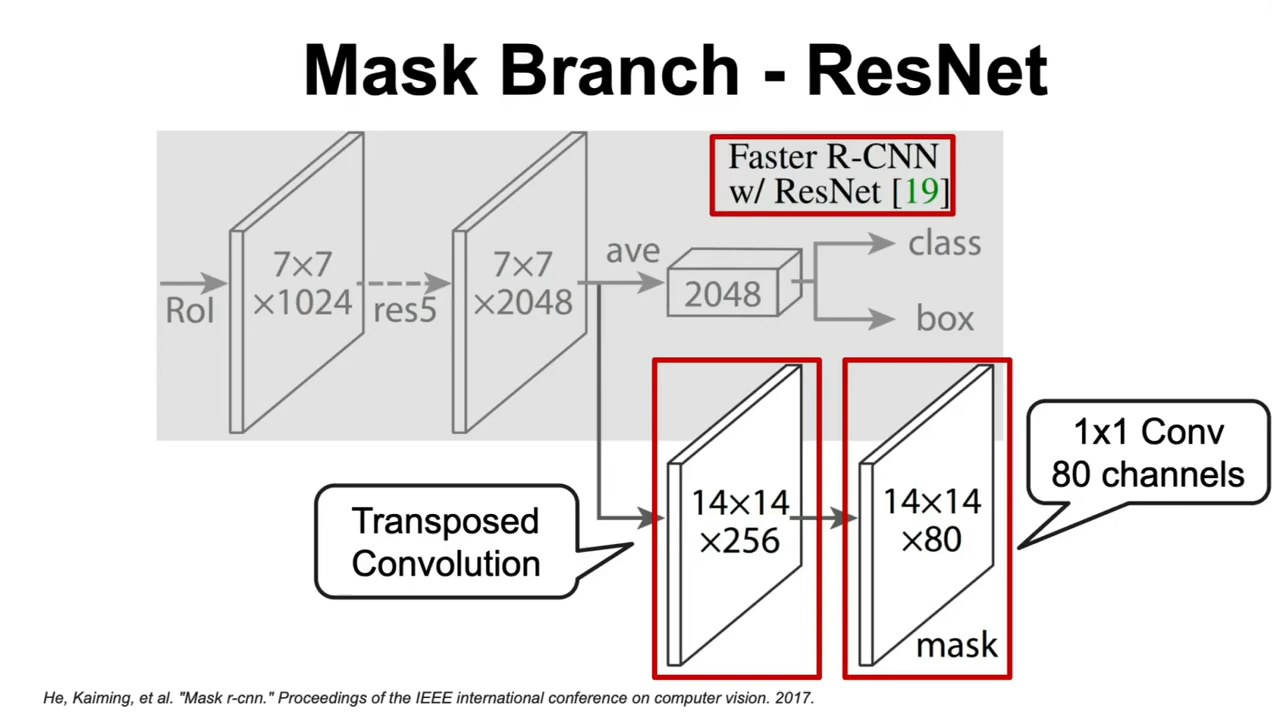 Mask Branch - ResNet
Faster R-CNN
w/ ResNet [19]
RoI
7×7
×1024
res5
7×7
×2048
ave
2048
class
box
Transposed
Convolution
14×14
×256
14×14
×80
mask
1x1 Conv
80 channels
He, Kaiming, et al. "Mask r-cnn." Proceedings of the IEEE international conference on computer vision. 2017.